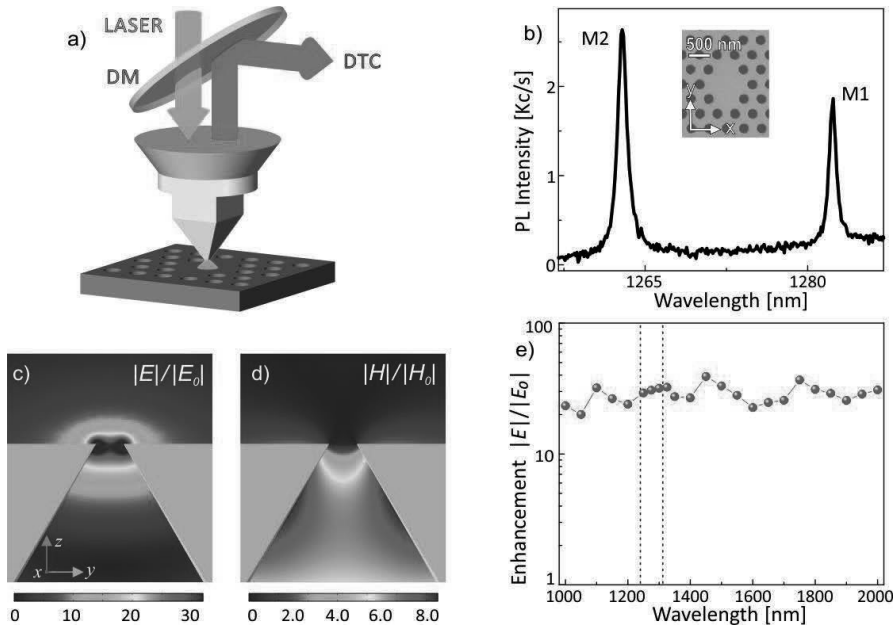 a)
LASER
DM
DTC
b)
M2
M1
500 nm
y
x
PL Intensity [Kc/s]
2
1
0
1265
1280
Wavelength [nm]
c)
|E|/|E₀|
z
x
y
0
10
20
30
d)
|H|/|H₀|
0
2.0
4.0
6.0
8.0
e)
Enhancement |E|/|E₀|
100
10
1
1000
1200
1400
1600
1800
2000
Wavelength [nm]